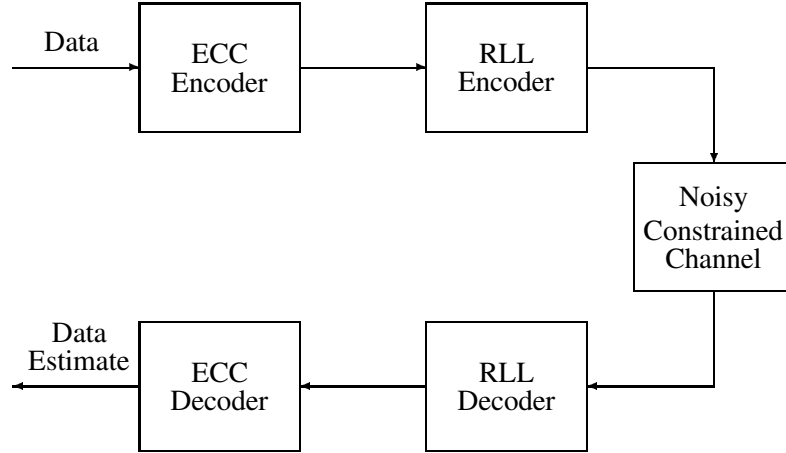 Data
ECC
Encoder
RLL
Encoder
Noisy
Constrained
Channel
Data
Estimate
ECC
Decoder
RLL
Decoder